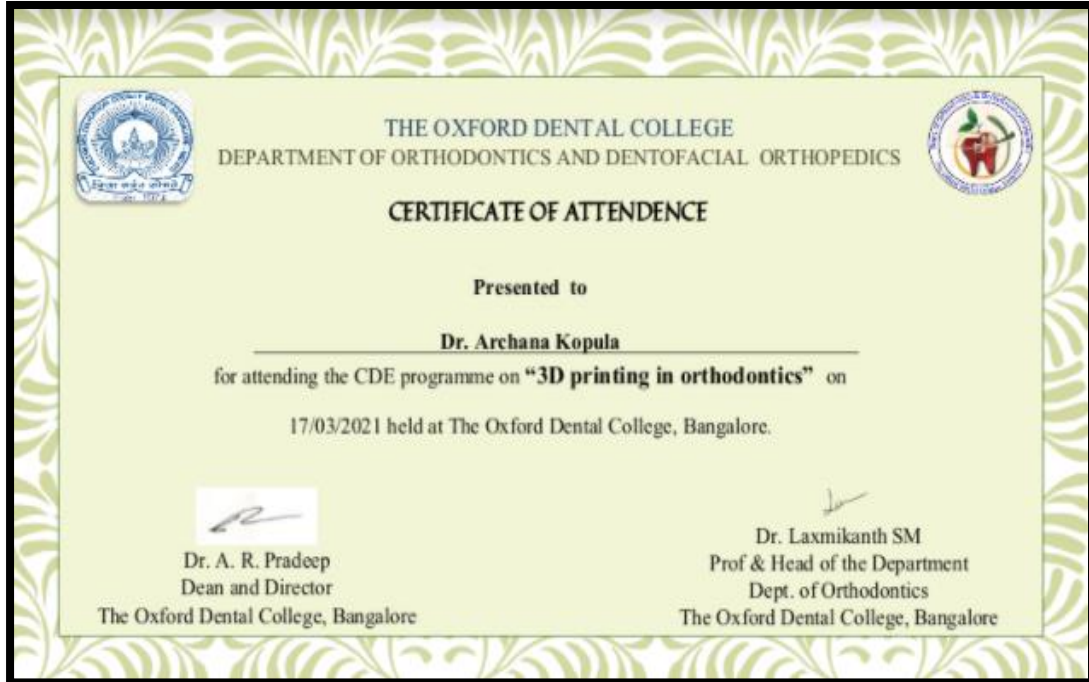 THE OXFORD DENTAL COLLEGE
DEPARTMENT OF ORTHODONTICS AND DENTOFACIAL ORTHOPEDICS
CERTIFICATE OF ATTENDENCE
Presented to
Dr. Archana Kopula
for attending the CDE programme on “3D printing in orthodontics” on
17/03/2021 held at The Oxford Dental College, Bangalore.
Dr. A. R. Pradeep
Dean and Director
The Oxford Dental College, Bangalore
Dr. Laxmikanth SM
Prof & Head of the Department
Dept. of Orthodontics
The Oxford Dental College, Bangalore